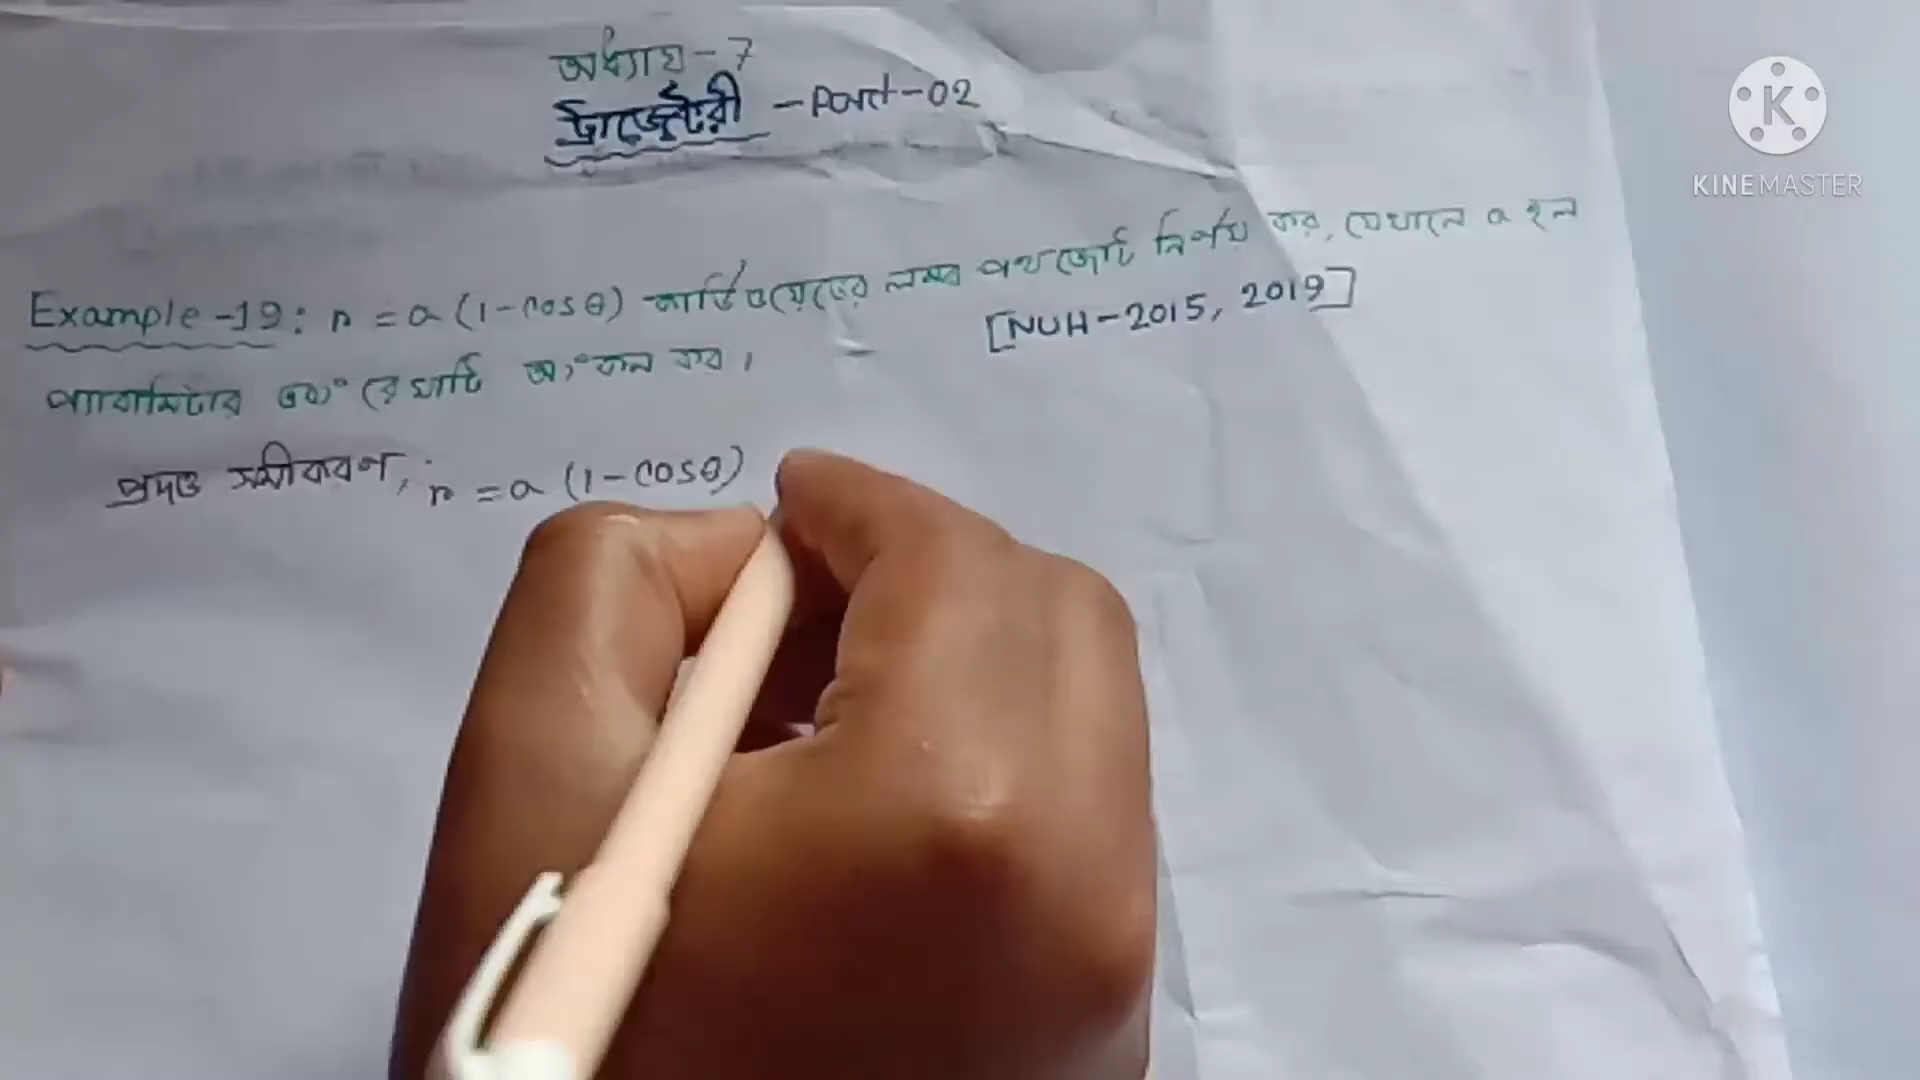 অধ্যায় - 7
ট্রাজেক্টরী - Part-02
KINEMASTER
Example-19: r = a (1-cosθ) কার্ডিওয়েডের লম্ব পথজোট নির্ণয় কর, যেখানে a হল
প্যারামিটার এবং রেখাটি অংকন কর।
[NUH-2015, 2019]
প্রদত্ত সমীকরণ, r = a (1-cosθ)